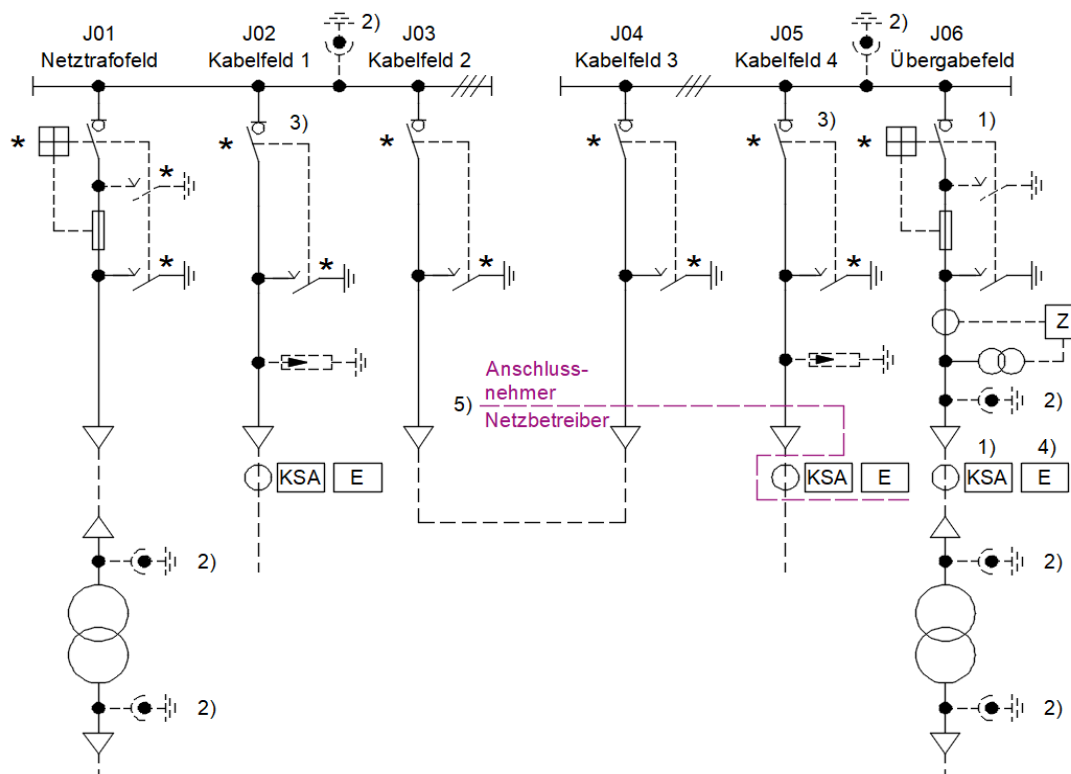 J01 J02 2) J03 J04 J05 2) J06
Netztrafofeld Kabelfeld 1 Kabelfeld 2 Kabelfeld 3 Kabelfeld 4 Übergabefeld
* * 3) * * * 3) * 1)
*
* * * * *
Z
Anschluss-
nehmer
5)
Netzbetreiber
2)
1) 4)
KSA E KSA E KSA E
2) 2)
2) 2)